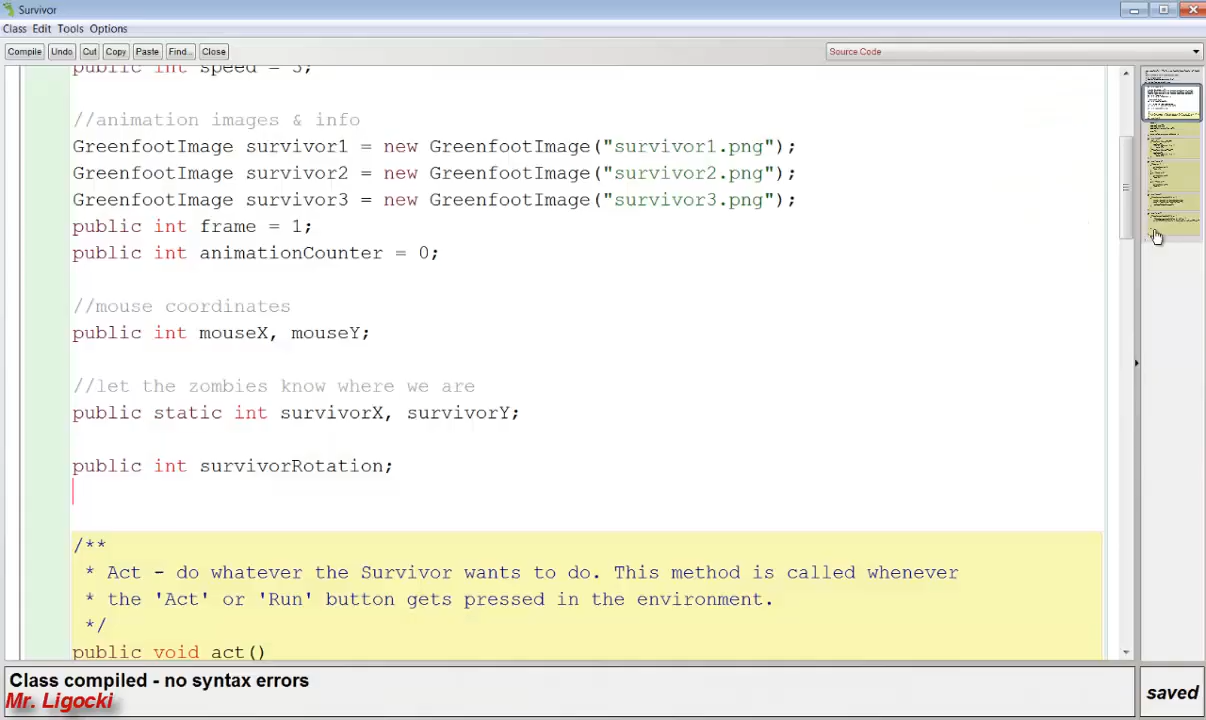 Survivor
Class Edit Tools Options
Compile Undo Cut Copy Paste Find... Close Source Code
public int speed = 5;
//animation images & info
GreenfootImage survivor1 = new GreenfootImage("survivor1.png");
GreenfootImage survivor2 = new GreenfootImage("survivor2.png");
GreenfootImage survivor3 = new GreenfootImage("survivor3.png");
public int frame = 1;
public int animationCounter = 0;
//mouse coordinates
public int mouseX, mouseY;
//let the zombies know where we are
public static int survivorX, survivorY;
public int survivorRotation;
/**
* Act - do whatever the Survivor wants to do. This method is called whenever
* the 'Act' or 'Run' button gets pressed in the environment.
*/
public void act()
Class compiled - no syntax errors
Mr. Ligocki
saved